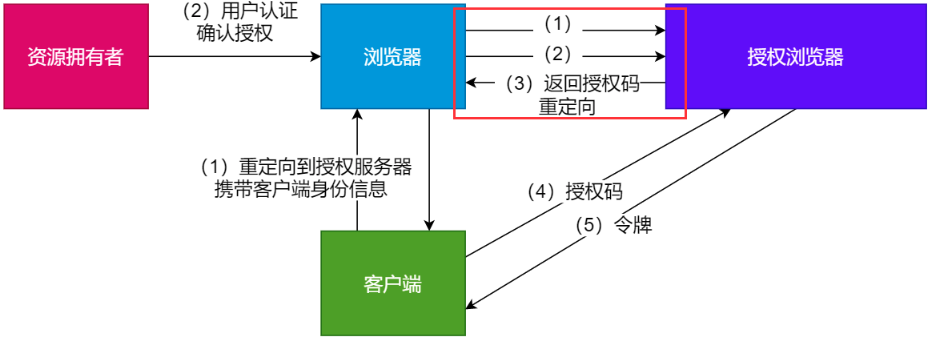 (2)用户认证
确认授权
资源拥有者
浏览器
授权浏览器
(1)
(2)
(3)返回授权码
重定向
(1)重定向到授权服务器
携带客户端身份信息
(4)授权码
(5)令牌
客户端